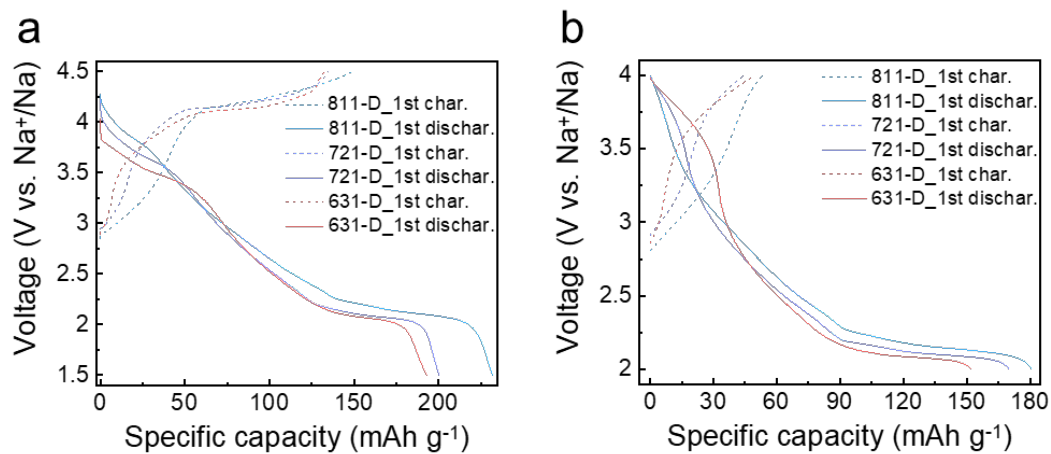 a
Voltage (V vs. Na⁺/Na)
4.5
4.0
3.5
3.0
2.5
2.0
1.5
811-D_1st char.
811-D_1st dischar.
721-D_1st char.
721-D_1st dischar.
631-D_1st char.
631-D_1st dischar.
0 50 100 150 200
Specific capacity (mAh g⁻¹)
b
Voltage (V vs. Na⁺/Na)
4
3.5
3
2.5
2
811-D_1st char.
811-D_1st dischar.
721-D_1st char.
721-D_1st dischar.
631-D_1st char.
631-D_1st dischar.
0 30 60 90 120 150 180
Specific capacity (mAh g⁻¹)